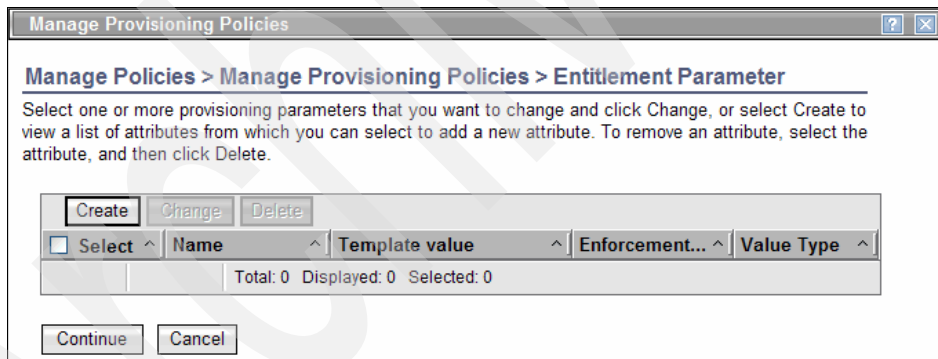 Manage Provisioning Policies ? X
Manage Policies > Manage Provisioning Policies > Entitlement Parameter
Select one or more provisioning parameters that you want to change and click Change, or select Create to
view a list of attributes from which you can select to add a new attribute. To remove an attribute, select the
attribute, and then click Delete.
Create Change Delete
Select ^ Name ^ Template value ^ Enforcement... ^ Value Type ^
Total: 0 Displayed: 0 Selected: 0
Continue Cancel